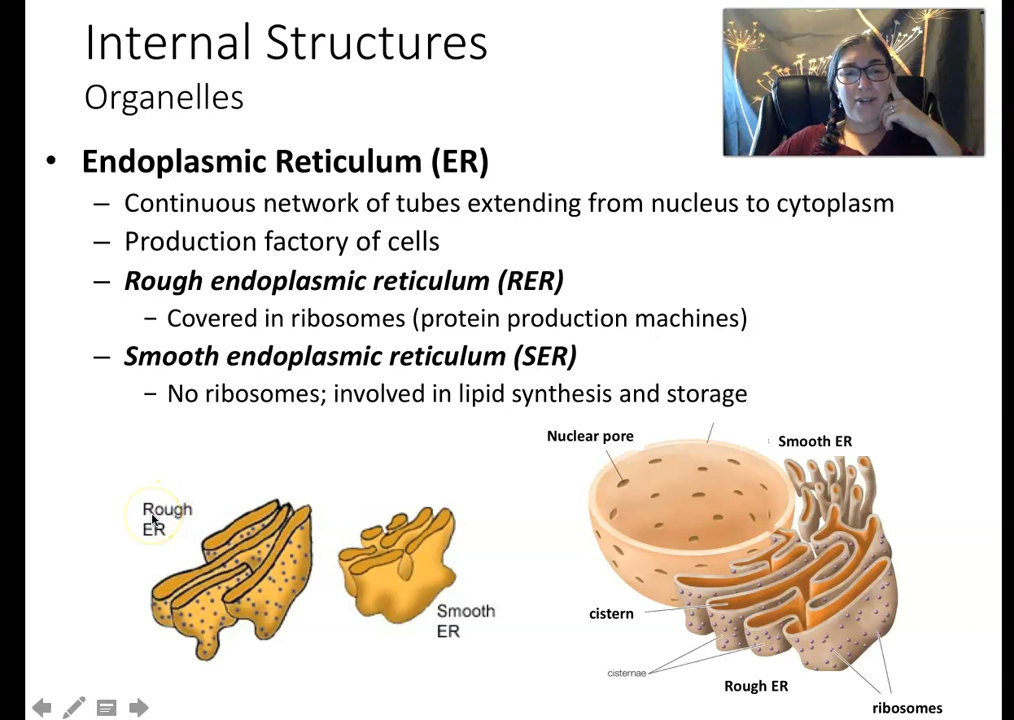 Internal Structures
Organelles
• Endoplasmic Reticulum (ER)
– Continuous network of tubes extending from nucleus to cytoplasm
– Production factory of cells
– Rough endoplasmic reticulum (RER)
– Covered in ribosomes (protein production machines)
– Smooth endoplasmic reticulum (SER)
– No ribosomes; involved in lipid synthesis and storage
Rough
ER
Smooth
ER
Nuclear pore
Smooth ER
cistern
cisternae
Rough ER
ribosomes